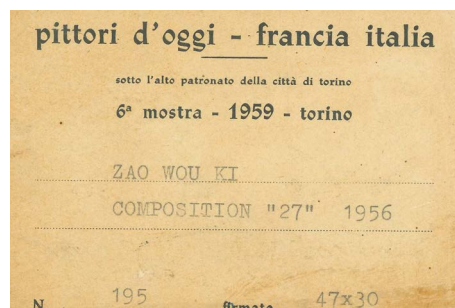 pittori d'oggi - francia italia
sotto l'alto patronato della città di torino
6ª mostra - 1959 - torino
ZAO WOU KI
COMPOSITION "27" 1956
N 195 firmato 47x30